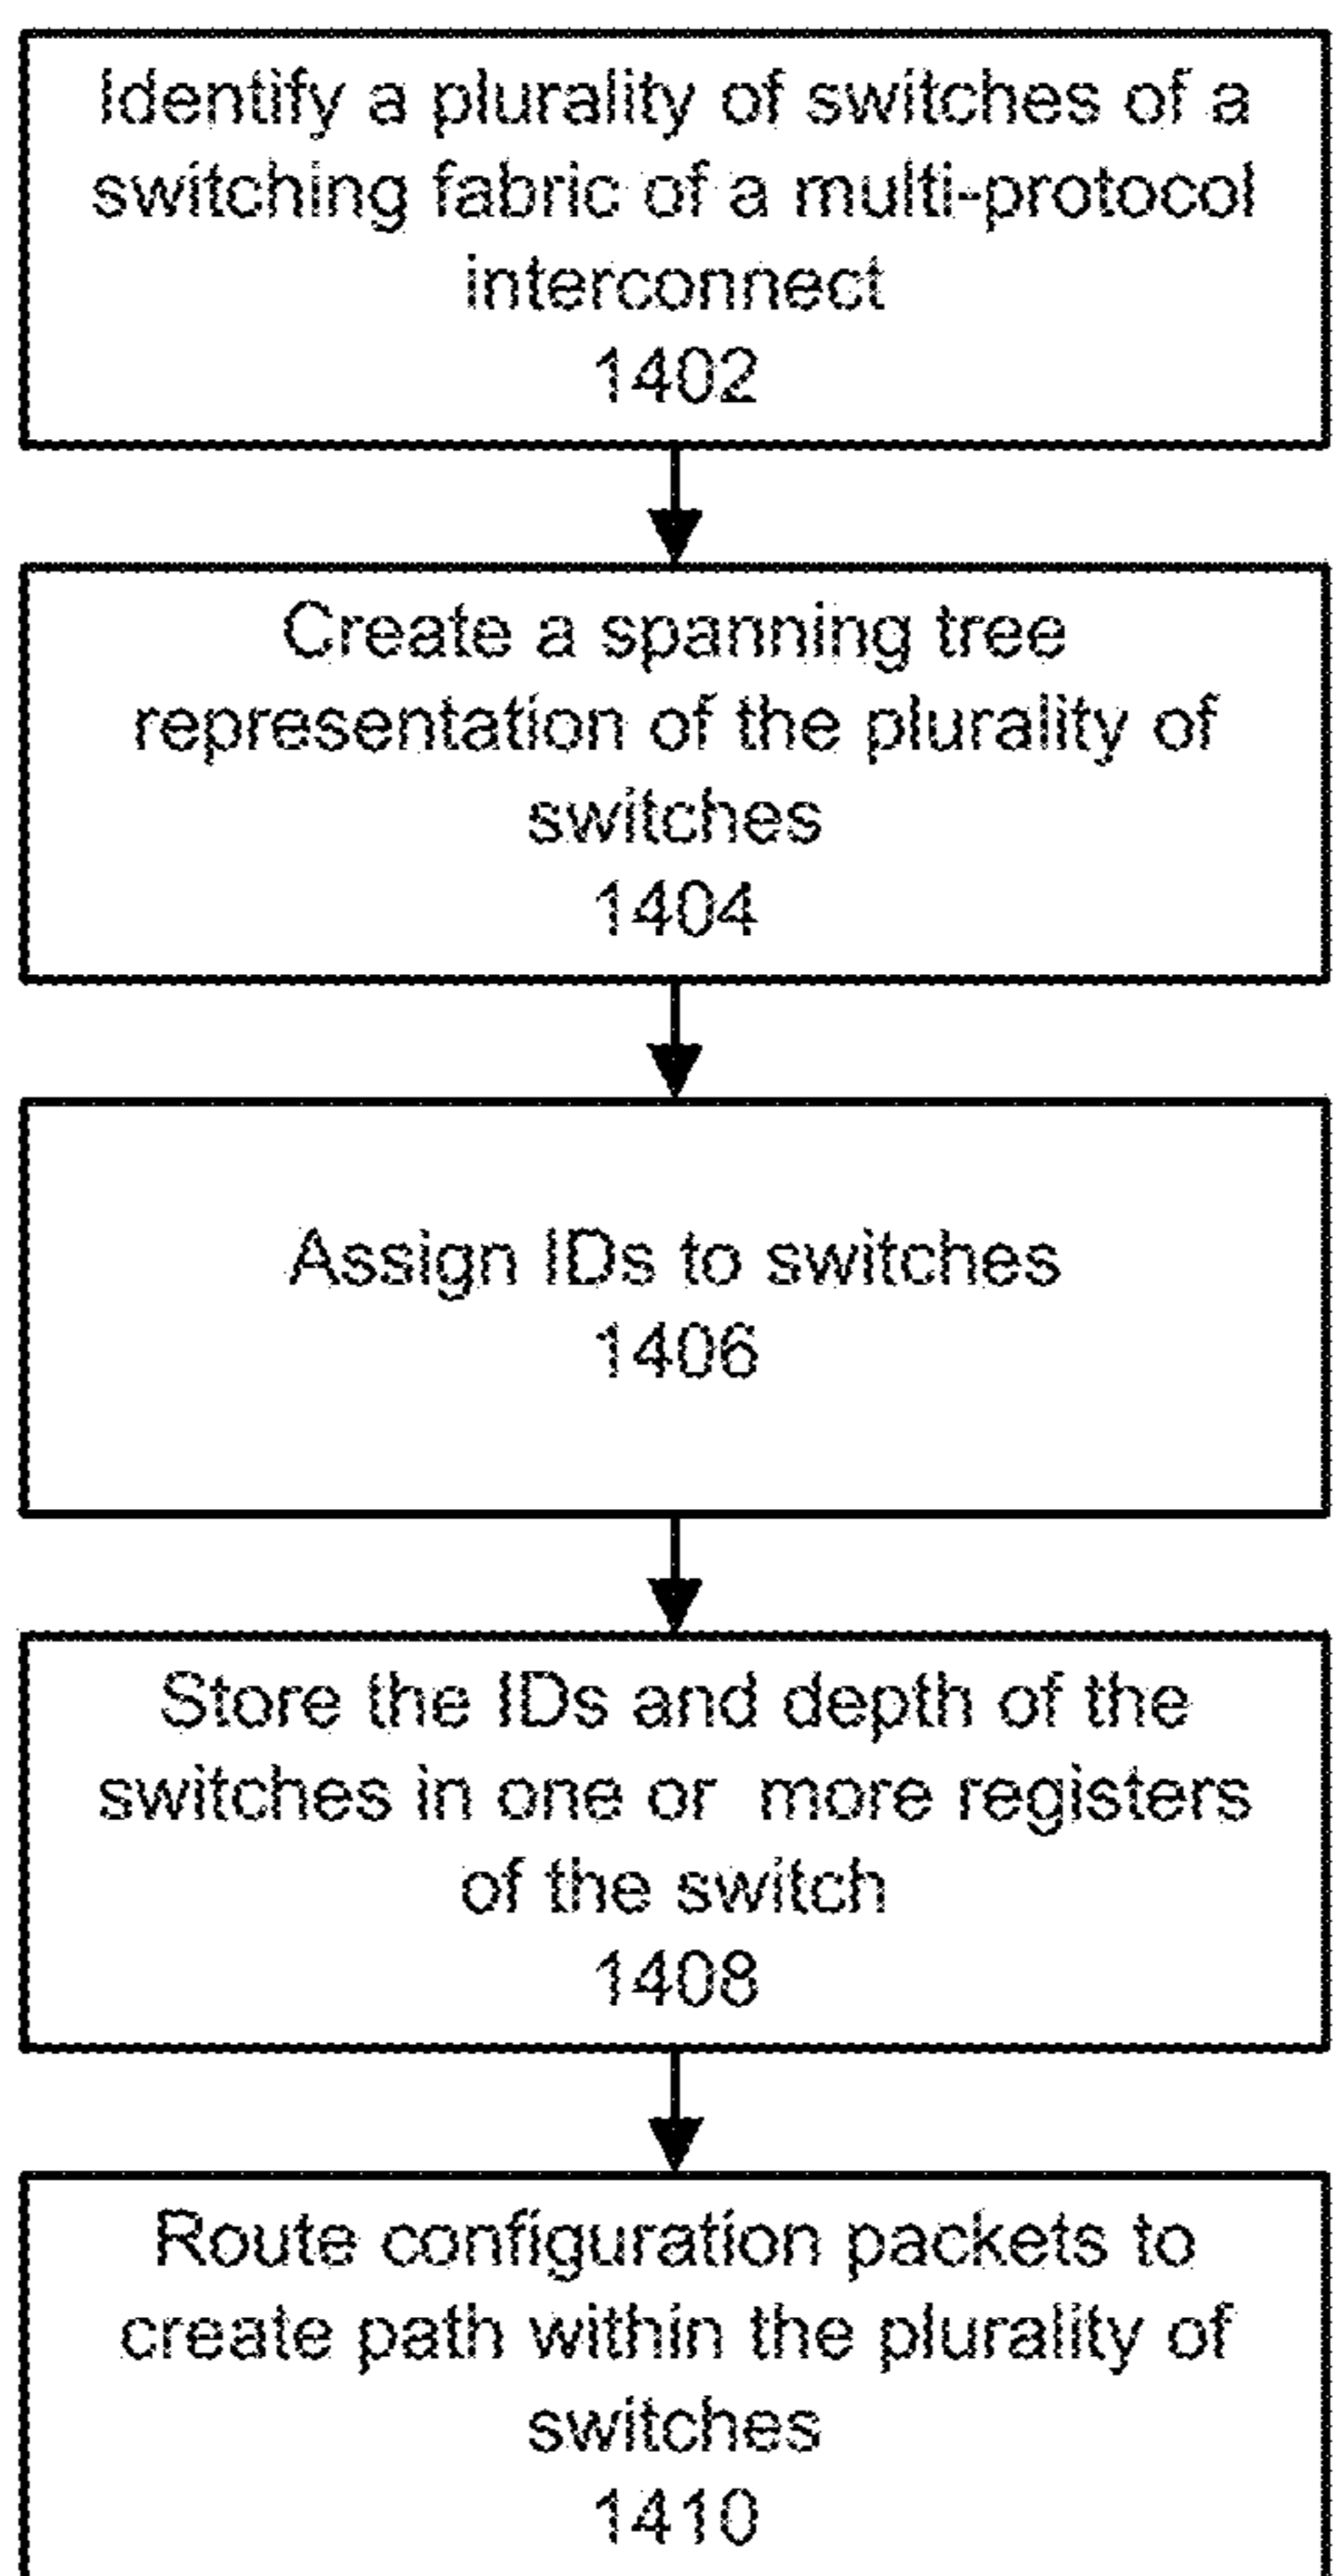 Identify a plurality of switches of a
switching fabric of a multi-protocol
interconnect
1402
Create a spanning tree
representation of the plurality of
switches
1404
Assign IDs to switches
1406
Store the IDs and depth of the
switches in one or more registers
of the switch
1408
Route configuration packets to
create path within the plurality of
switches
1410